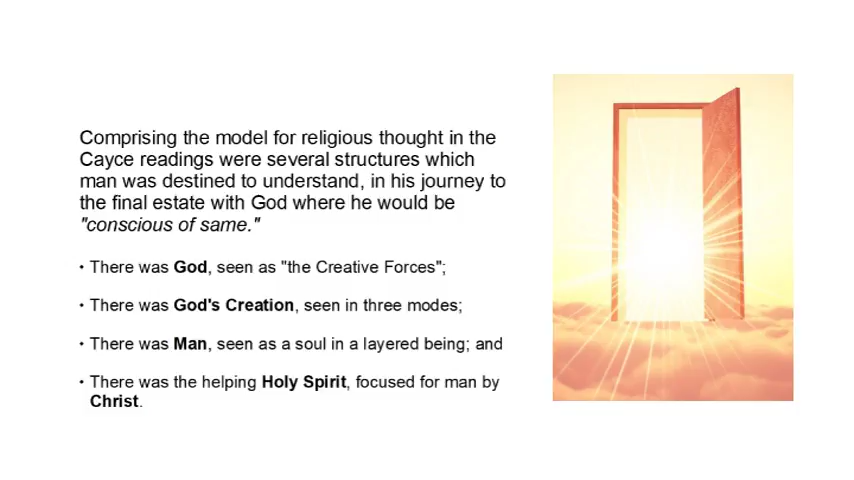 Comprising the model for religious thought in the
Cayce readings were several structures which
man was destined to understand, in his journey to
the final estate with God where he would be
"conscious of same."
• There was God, seen as "the Creative Forces";
• There was God's Creation, seen in three modes;
• There was Man, seen as a soul in a layered being; and
• There was the helping Holy Spirit, focused for man by
Christ.